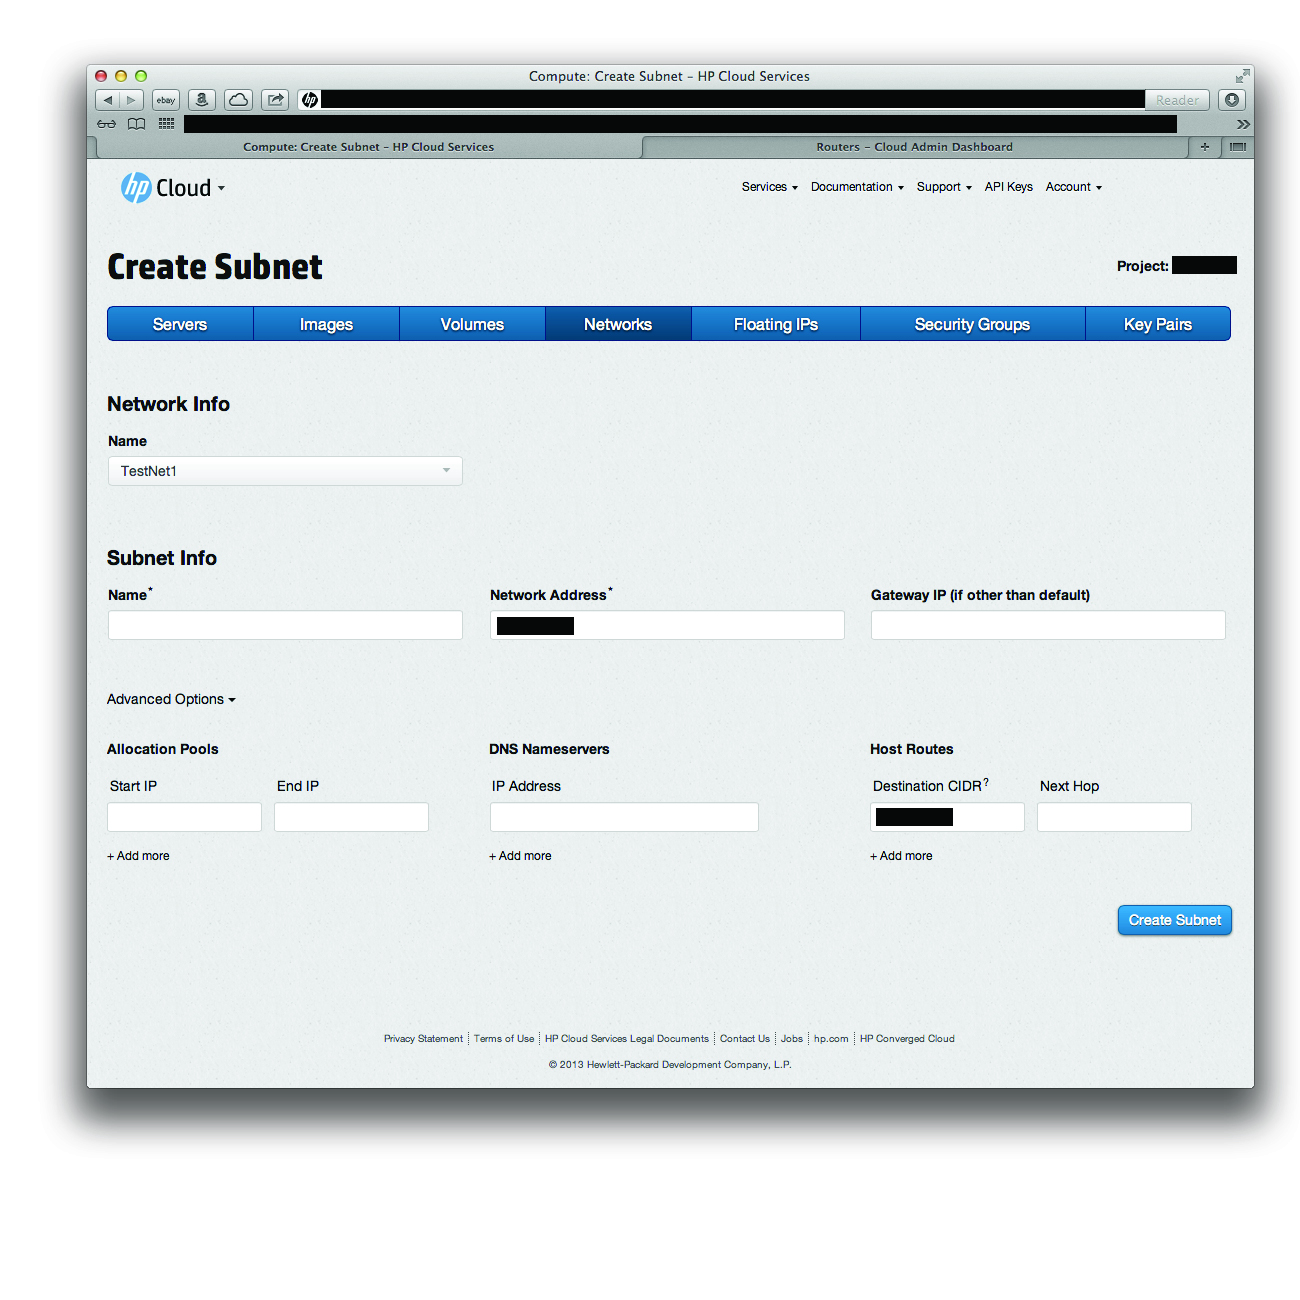 Compute: Create Subnet – HP Cloud Services
ebay
a
hp
Reader
Compute: Create Subnet – HP Cloud Services
Routers – Cloud Admin Dashboard
hp Cloud
Services Documentation Support API Keys Account
Create Subnet
Project:
Servers Images Volumes Networks Floating IPs Security Groups Key Pairs
Network Info
Name
TestNet1
Subnet Info
Name* Network Address* Gateway IP (if other than default)
Advanced Options
Allocation Pools DNS Nameservers Host Routes
Start IP End IP IP Address Destination CIDR? Next Hop
+ Add more + Add more + Add more
Create Subnet
Privacy Statement Terms of Use HP Cloud Services Legal Documents Contact Us Jobs hp.com HP Converged Cloud
© 2013 Hewlett-Packard Development Company, L.P.